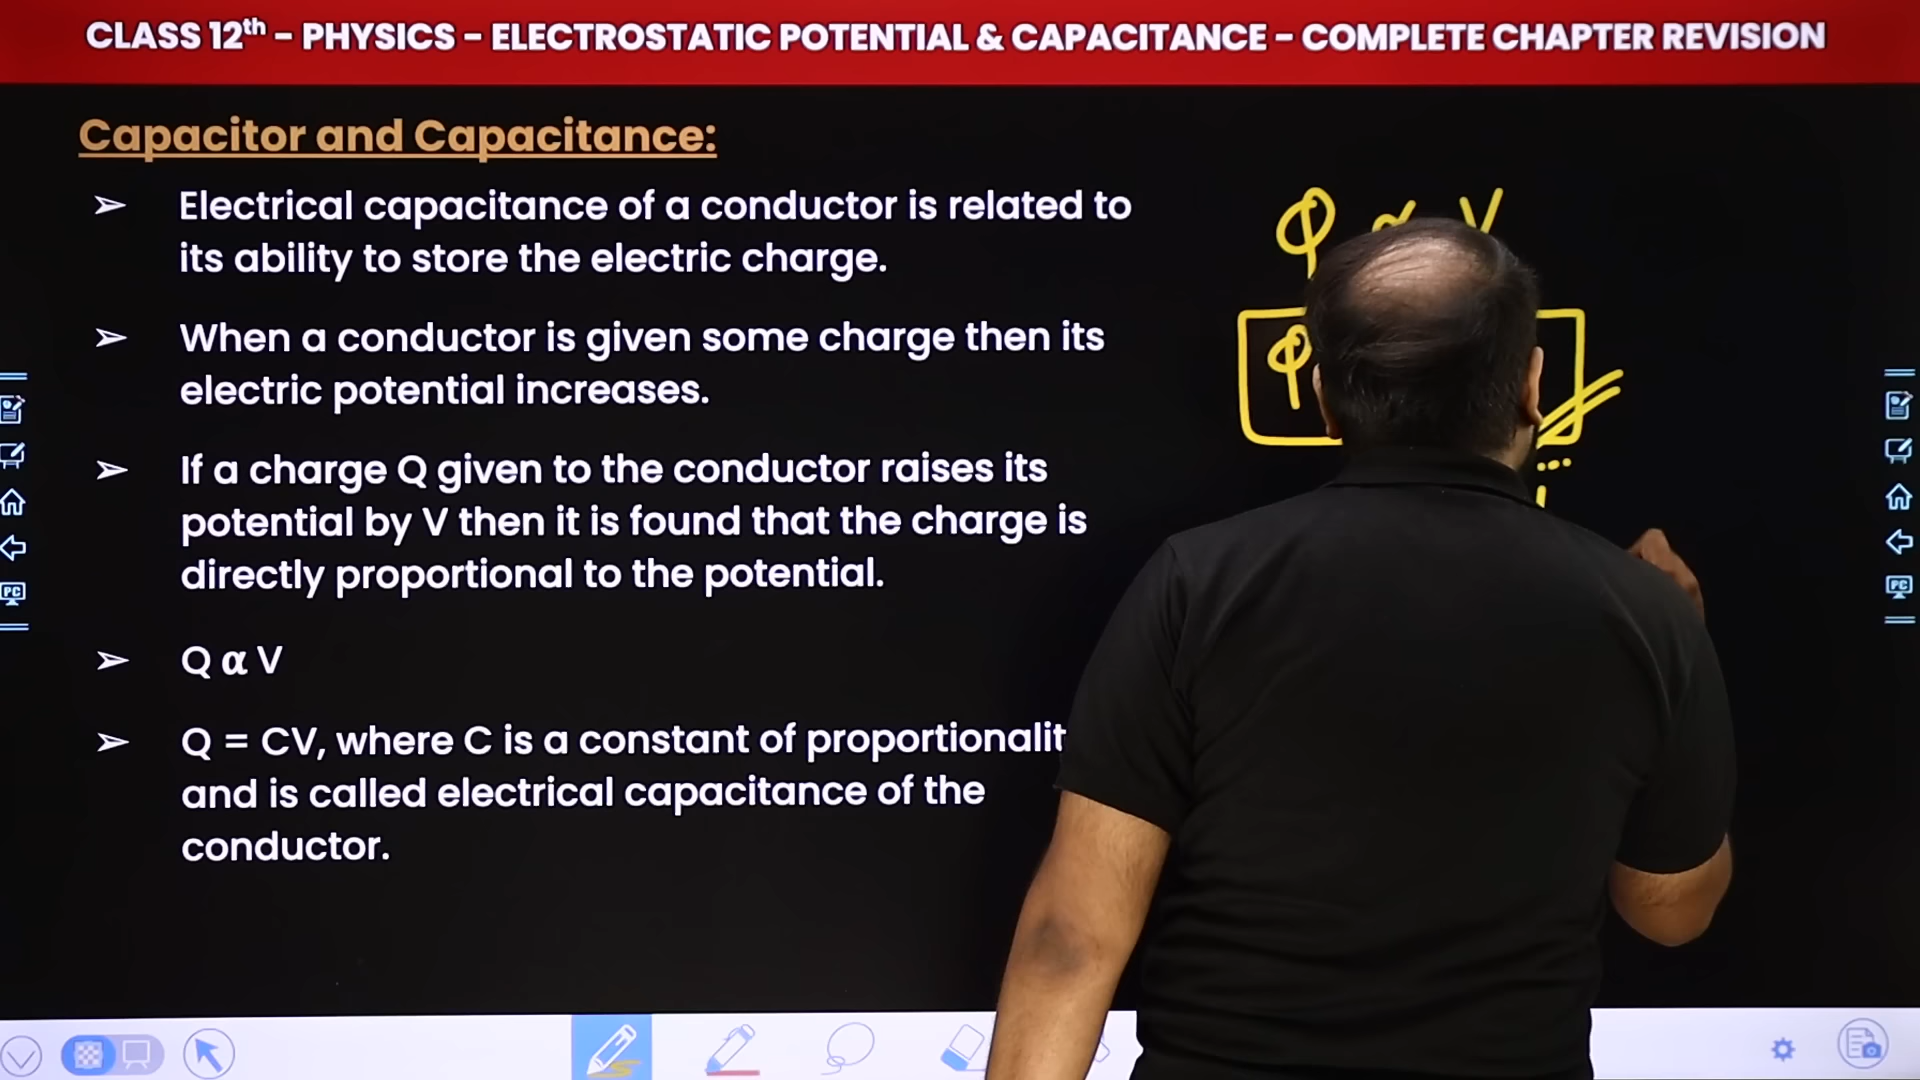 CLASS 12th - PHYSICS - ELECTROSTATIC POTENTIAL & CAPACITANCE - COMPLETE CHAPTER REVISION
Capacitor and Capacitance:
➢ Electrical capacitance of a conductor is related to
its ability to store the electric charge.
➢ When a conductor is given some charge then its
electric potential increases.
➢ If a charge Q given to the conductor raises its
potential by V then it is found that the charge is
directly proportional to the potential.
➢ Q α V
➢ Q = CV, where C is a constant of proportionalit
and is called electrical capacitance of the
conductor.
Q α V
Q
PC
PC